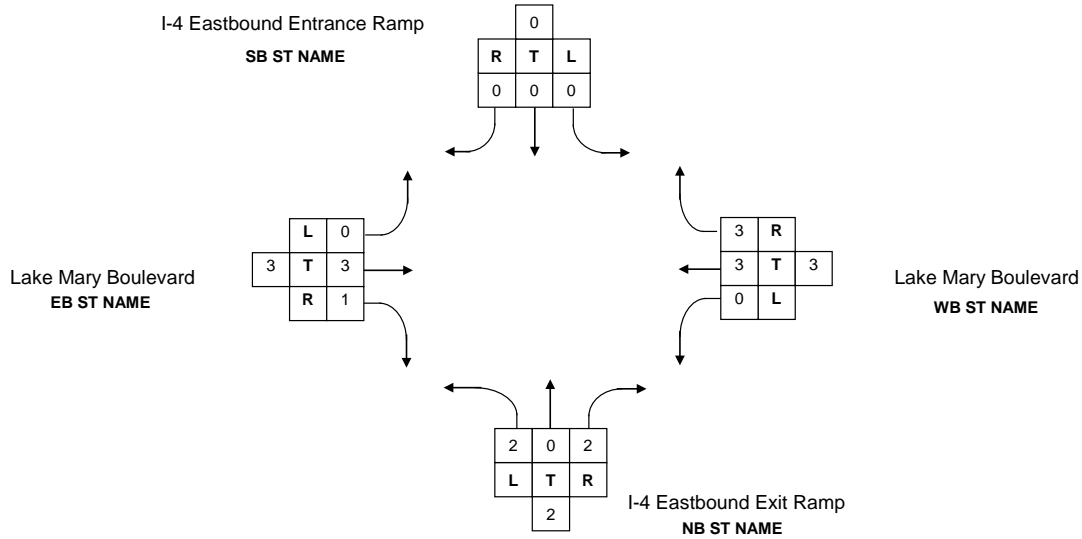 I-4 Eastbound Entrance Ramp
SB ST NAME
0
R T L
0 0 0
Lake Mary Boulevard
EB ST NAME
L 0
3 T 3
R 1
3 R
3 T 3
0 L
Lake Mary Boulevard
WB ST NAME
2 0 2
L T R
2
I-4 Eastbound Exit Ramp
NB ST NAME